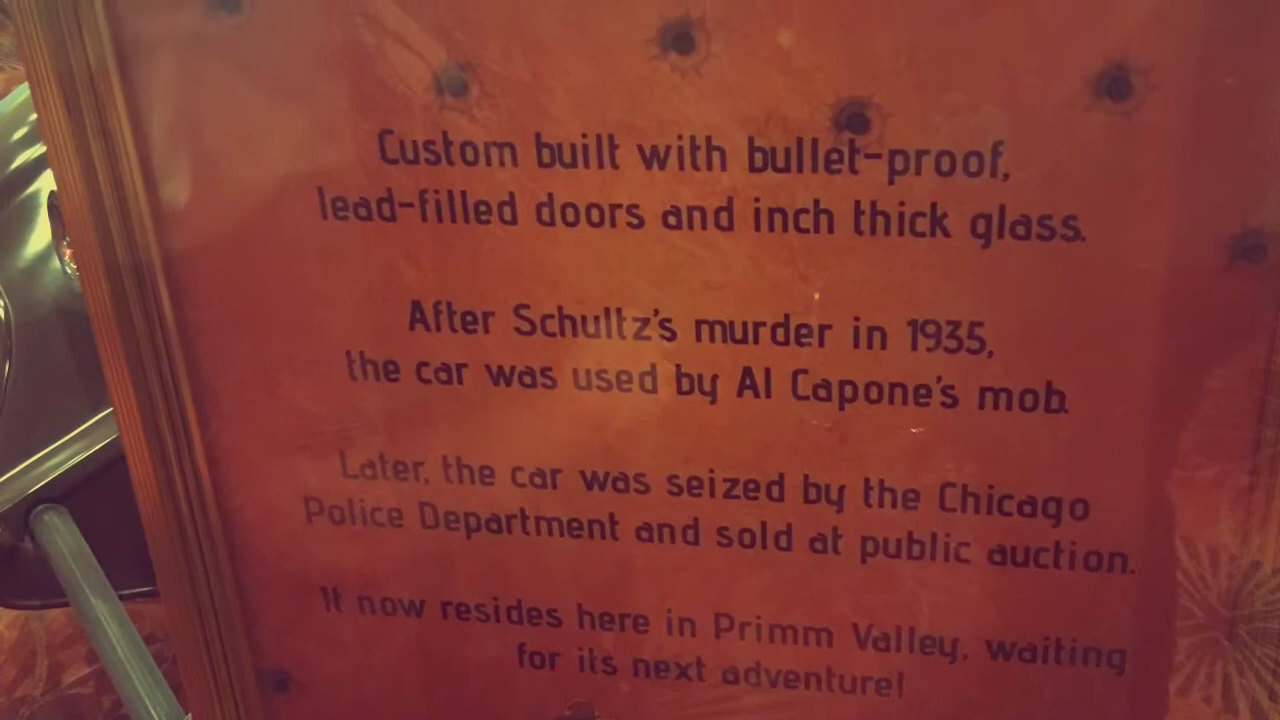 Custom built with bullet-proof,
lead-filled doors and inch thick glass.
After Schultz's murder in 1935,
the car was used by Al Capone's mob.
Later, the car was seized by the Chicago
Police Department and sold at public auction.
It now resides here in Primm Valley, waiting
for its next adventure!